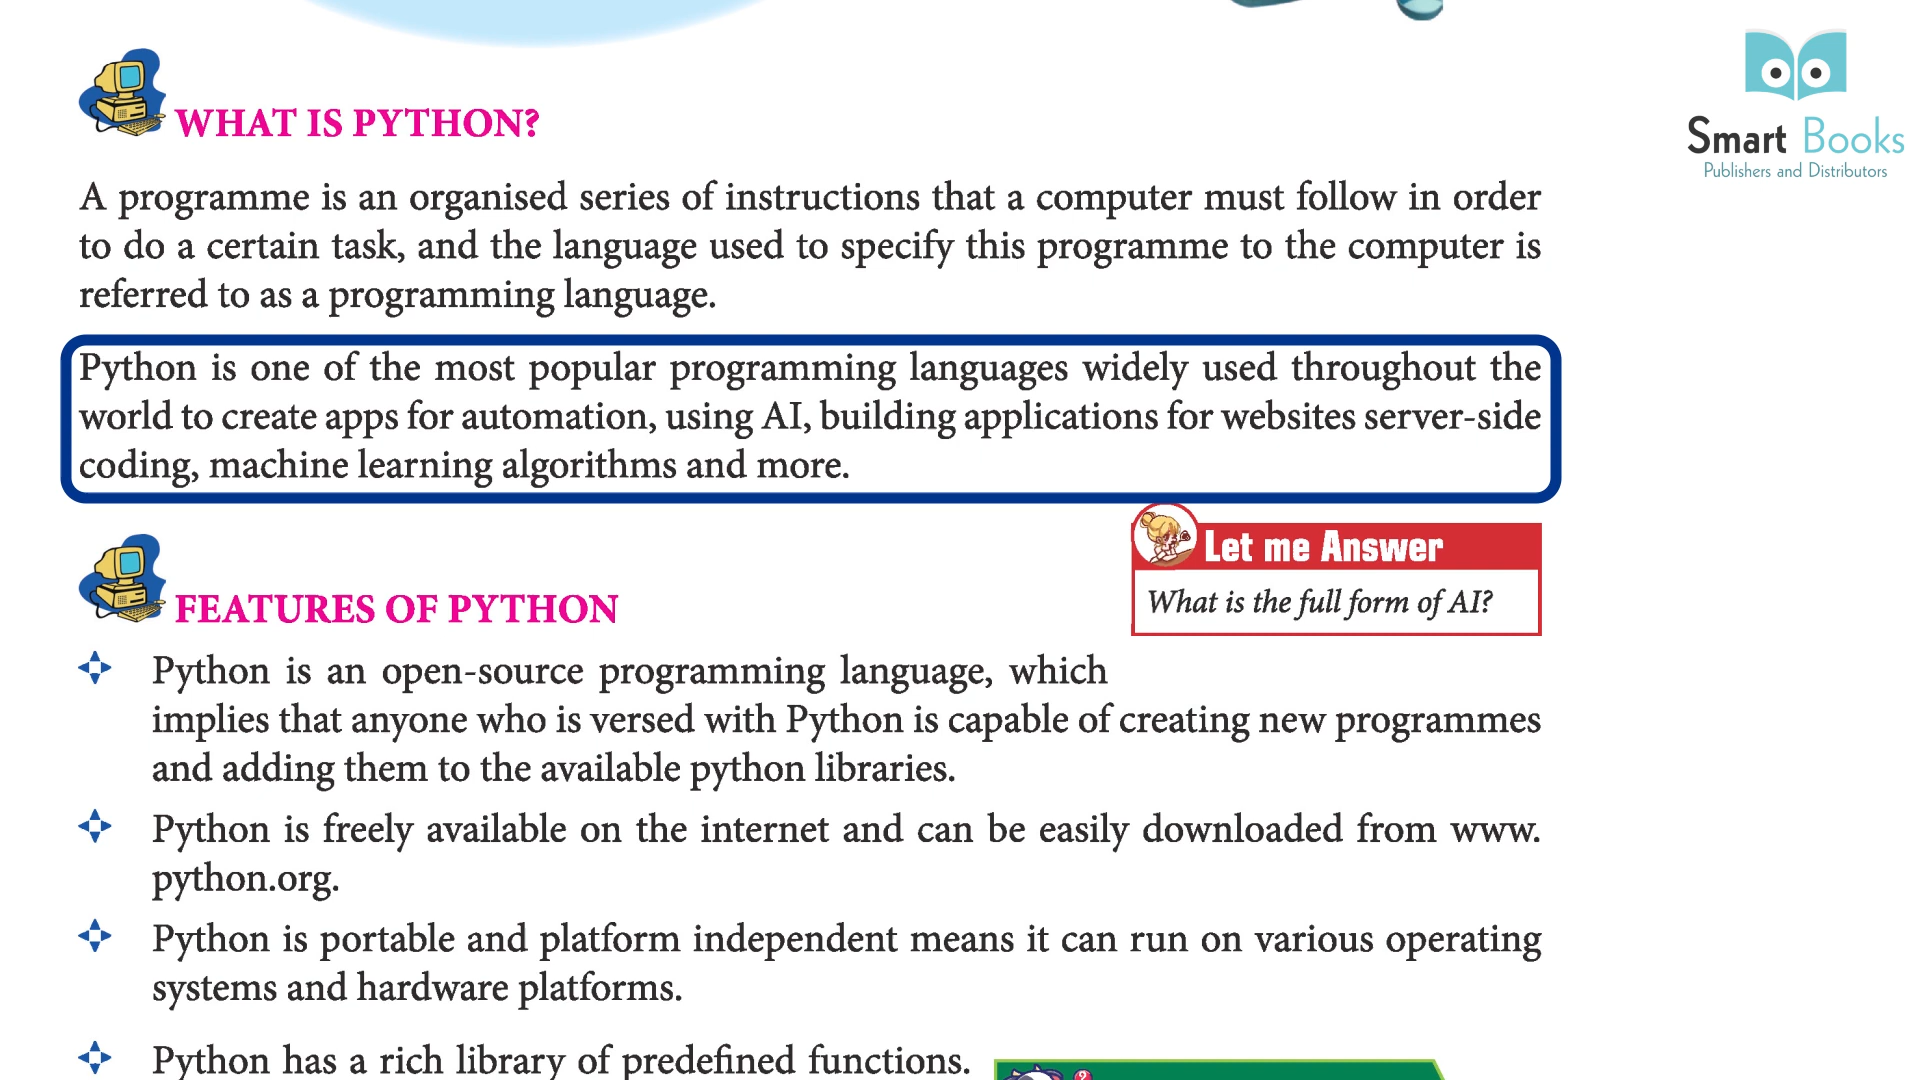 WHAT IS PYTHON?
Smart Books
Publishers and Distributors
A programme is an organised series of instructions that a computer must follow in order
to do a certain task, and the language used to specify this programme to the computer is
referred to as a programming language.
Python is one of the most popular programming languages widely used throughout the
world to create apps for automation, using AI, building applications for websites server-side
coding, machine learning algorithms and more.
Let me Answer
What is the full form of AI?
FEATURES OF PYTHON
Python is an open-source programming language, which
implies that anyone who is versed with Python is capable of creating new programmes
and adding them to the available python libraries.
Python is freely available on the internet and can be easily downloaded from www.
python.org.
Python is portable and platform independent means it can run on various operating
systems and hardware platforms.
Python has a rich library of predefined functions.
?